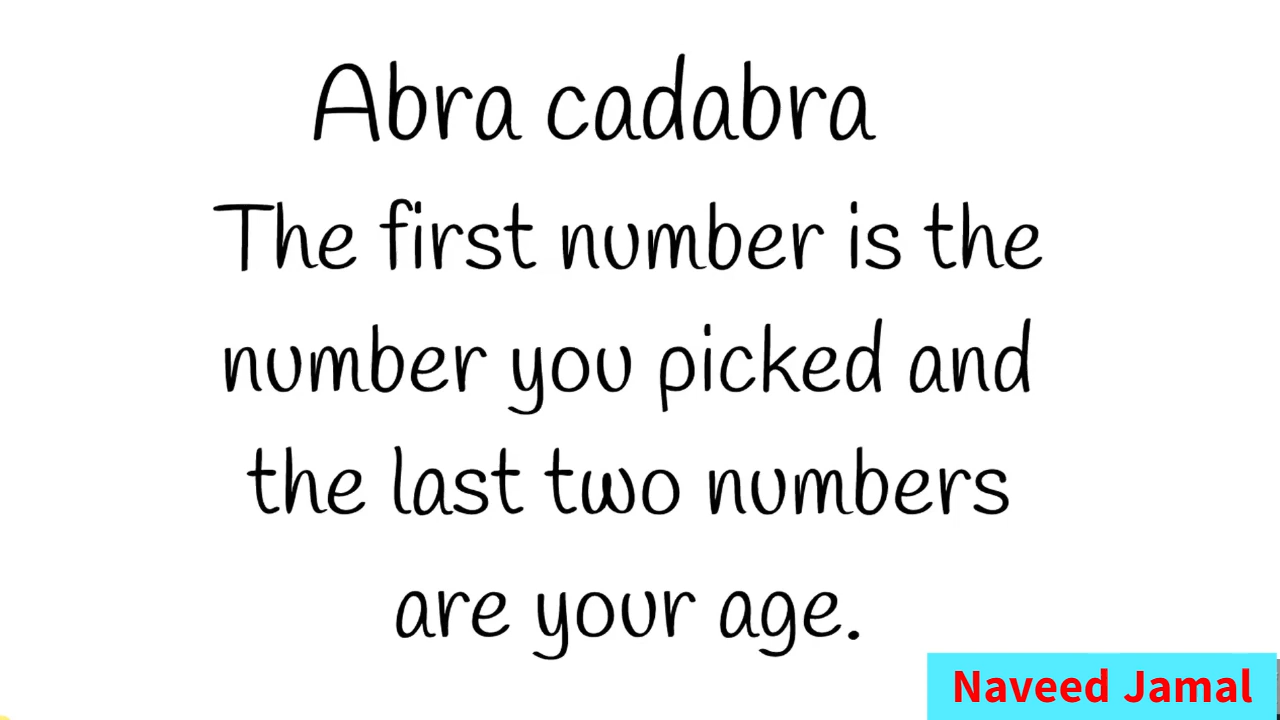 Abra cadabra
The first number is the
number you picked and
the last two numbers
are your age.
Naveed Jamal